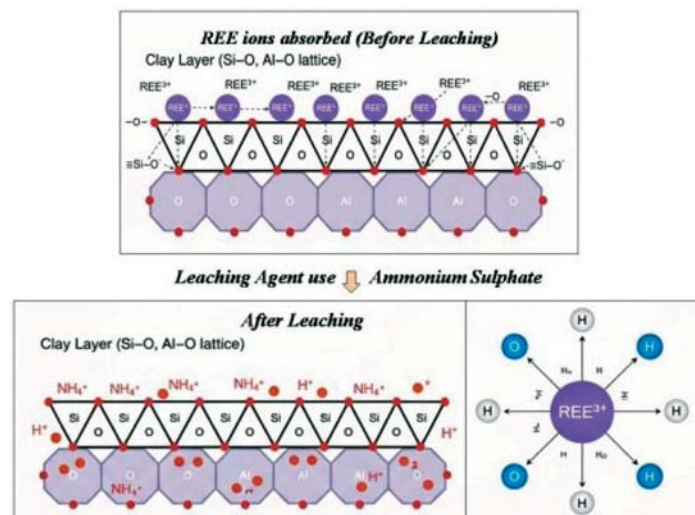 REE ions absorbed (Before Leaching)
Clay Layer (Si–O, Al–O lattice)
REE³⁺ REE³⁺ REE³⁺ REE³⁺ REE³⁺ REE³⁺ REE³⁺
–O– –O –O–
Si Si Si Si Si Si Si Si
O O O O O O O
≡Si–O⁻ ≡Si–O⁻
O O O Al Al Al O
Leaching Agent use Ammonium Sulphate
After Leaching
Clay Layer (Si–O, Al–O lattice)
NH₄⁺ NH₄⁺ NH₄⁺ NH₄⁺ H⁺ NH₄⁺ +
Si Si Si Si Si Si Si Si
H⁺ O O O O O O O H⁺
O O O Al Al Al O
NH₄⁺ H⁺
H
O H
H REE³⁺ H
O H
H